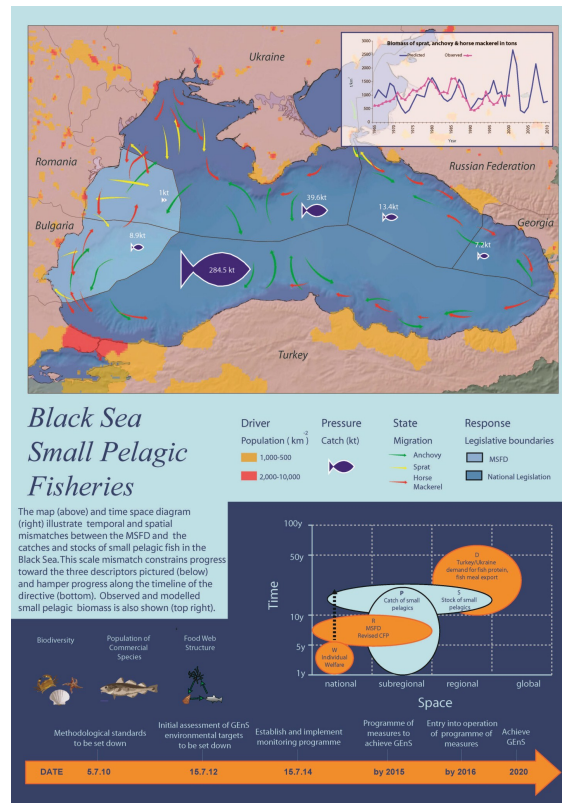 Biomass of sprat, anchovy & horse mackerel in tons
Predicted
Observed
3000
2500
2000
1500
1000
500
0
Year
Ukraine
Romania
Russian Federation
Bulgaria
Georgia
Turkey
1kt
39.6kt
13.4kt
8.9kt
7.2kt
284.5 kt
Black Sea
Small Pelagic
Fisheries
Driver
Population ( km -2 )
1,000-500
2,000-10,000
Pressure
Catch (kt)
State
Migration
Anchovy
Sprat
Horse
Mackerel
Response
Legislative boundaries
MSFD
National Legislation
The map (above) and time space diagram
(right) illustrate temporal and spatial
mismatches between the MSFD and the
catches and stocks of small pelagic fish in the
Black Sea. This scale mismatch constrains progress
toward the three descriptors pictured (below)
and hamper progress along the timeline of the
directive (bottom). Observed and modelled
small pelagic biomass is also shown (top right).
100y
50y
10y
5y
1y
Time
D
Turkey/Ukraine
demand for fish protein,
fish meal export
P
Catch of small
pelagics
S
Stock of small
pelagics
R
MSFD
Revised CFP
W
Individual
Welfare
national
subregional
regional
global
Space
Biodiversity
Population of
Commercial
Species
Food Web
Structure
Methodological standards
to be set down
Initial assessment of GEnS
environmental targets
to be set down
Establish and implement
monitoring programme
Programme of
measures to
achieve GEnS
Entry into operation
of programme of
measures
Achieve
GEnS
DATE
5.7.10
15.7.12
15.7.14
by 2015
by 2016
2020